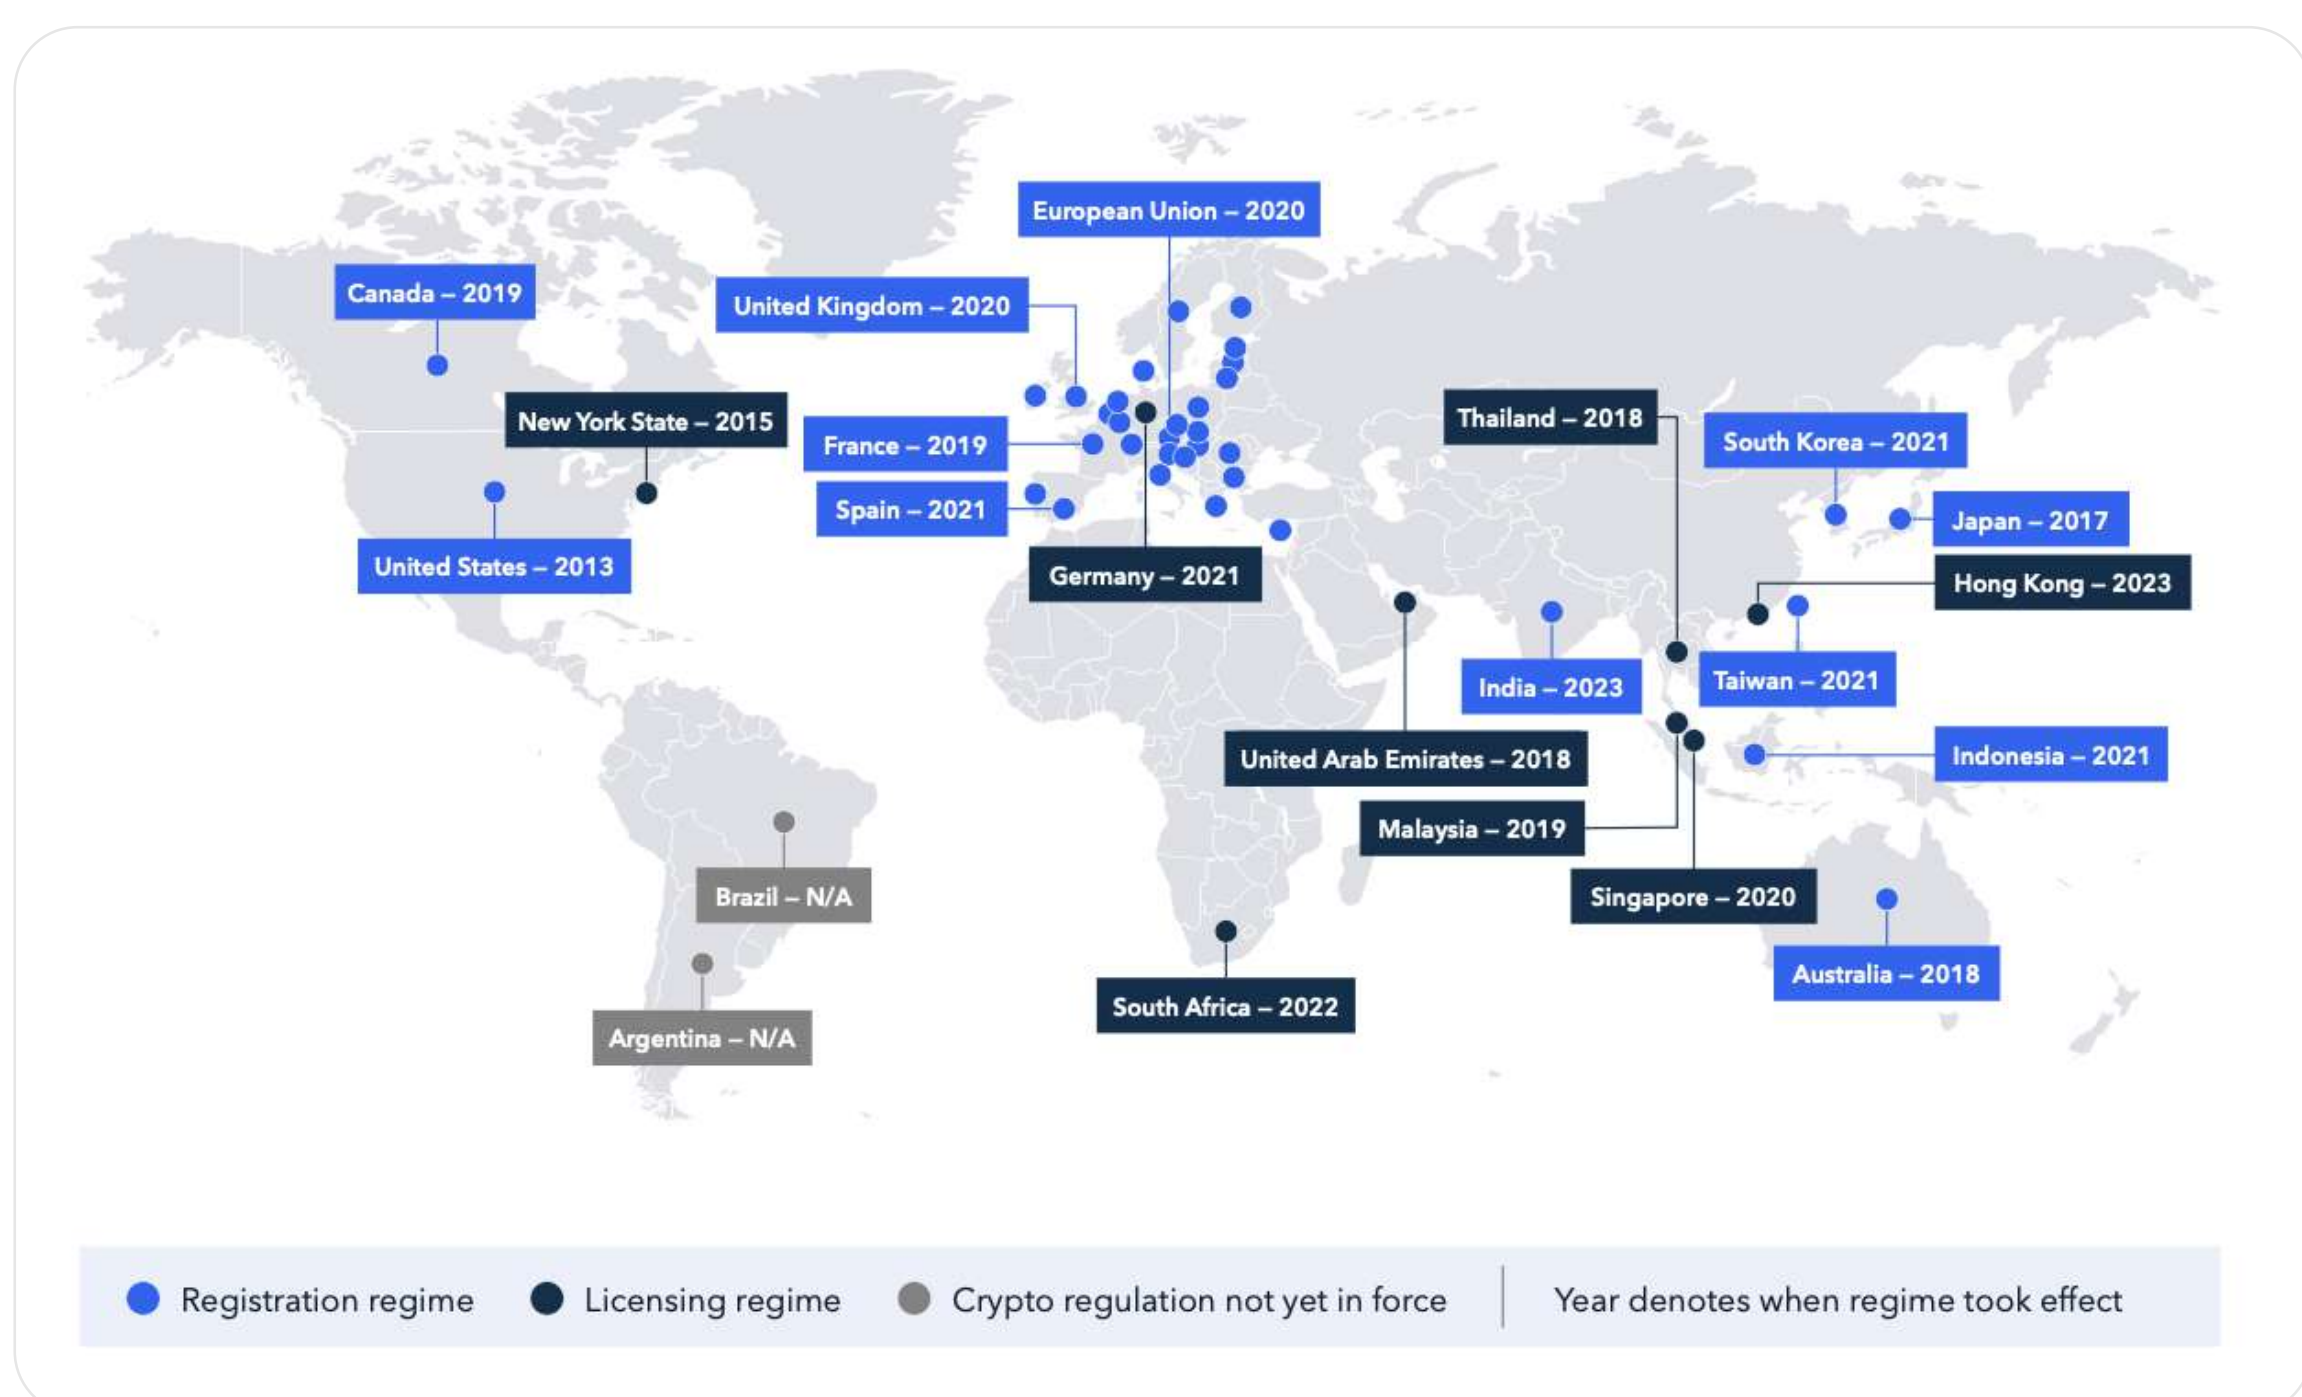 European Union – 2020
Canada – 2019
United Kingdom – 2020
New York State – 2015
Thailand – 2018
South Korea – 2021
France – 2019
Spain – 2021
Japan – 2017
United States – 2013
Germany – 2021
Hong Kong – 2023
India – 2023
Taiwan – 2021
United Arab Emirates – 2018
Indonesia – 2021
Malaysia – 2019
Brazil – N/A
Singapore – 2020
Australia – 2018
South Africa – 2022
Argentina – N/A
Registration regime
Licensing regime
Crypto regulation not yet in force
Year denotes when regime took effect